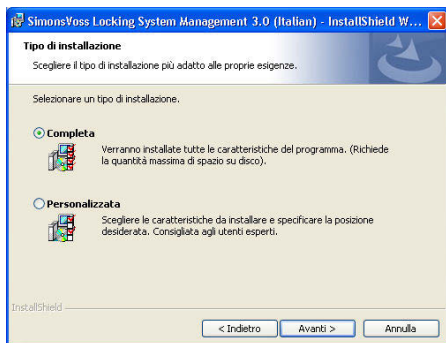 SimonsVoss Locking System Management 3.0 (Italian) - InstallShield W...
Tipo di installazione
Scegliere il tipo di installazione più adatto alle proprie esigenze.
Selezionare un tipo di installazione.
Completa
Verranno installate tutte le caratteristiche del programma. (Richiede
la quantità massima di spazio su disco).
Personalizzata
Scegliere le caratteristiche da installare e specificare la posizione
desiderata. Consigliata agli utenti esperti.
InstallShield
< Indietro
Avanti >
Annulla